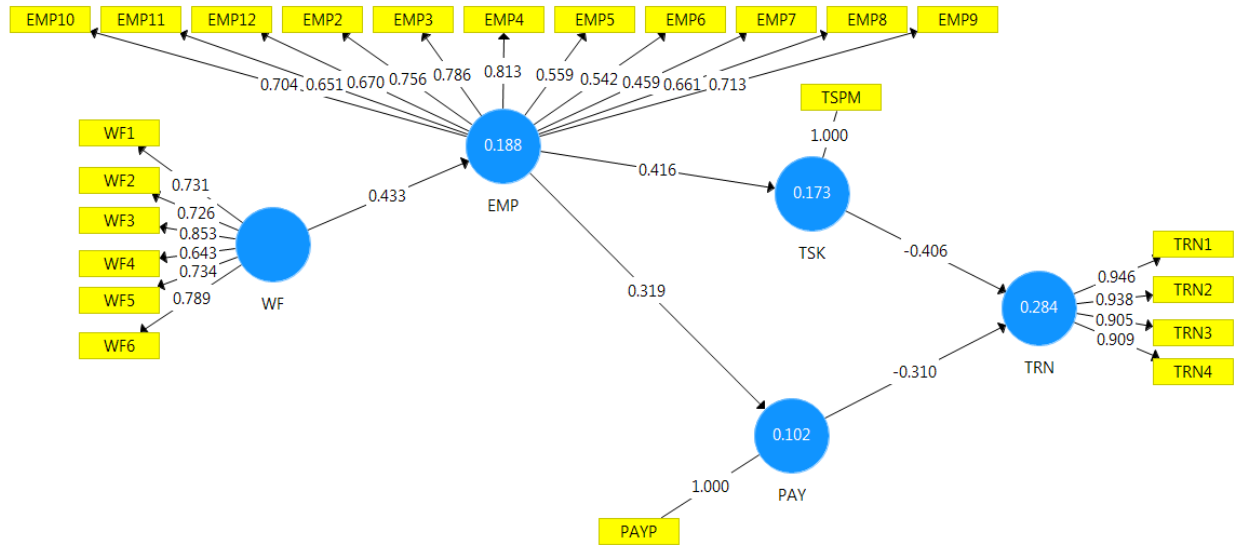 EMP10 EMP11 EMP12 EMP2 EMP3 EMP4 EMP5 EMP6 EMP7 EMP8 EMP9
0.704 0.651 0.670 0.756 0.786 0.813 0.559 0.542 0.459 0.661 0.713
TSPM
1.000
WF1
WF2
WF3
WF4
WF5
WF6
0.731
0.726
0.853
0.643
0.734
0.789
WF
0.433
0.188
EMP
0.416
0.173
TSK
-0.406
0.319
0.284
TRN
TRN1
TRN2
TRN3
TRN4
0.946
0.938
0.905
0.909
-0.310
0.102
PAY
1.000
PAYP